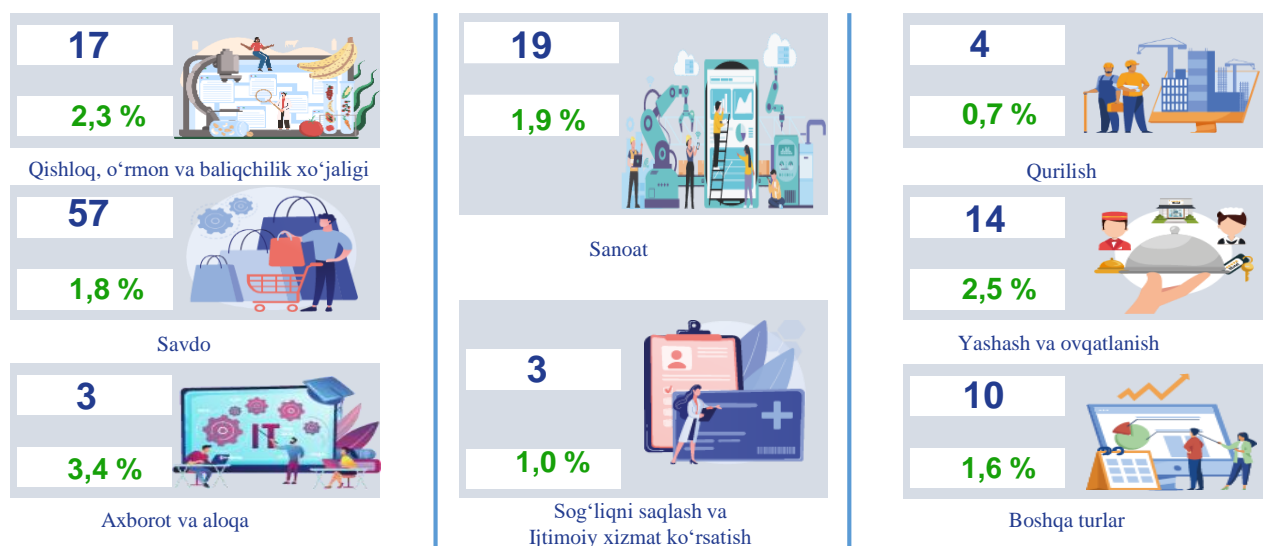 17
2,3 %
Qishloq, o‘rmon va baliqchilik xo‘jaligi
57
1,8 %
Savdo
3
3,4 %
IT
Axborot va aloqa
19
1,9 %
Sanoat
3
1,0 %
Sog‘liqni saqlash va
Ijtimoiy xizmat ko‘rsatish
4
0,7 %
Qurilish
14
2,5 %
Yashash va ovqatlanish
10
1,6 %
Boshqa turlar